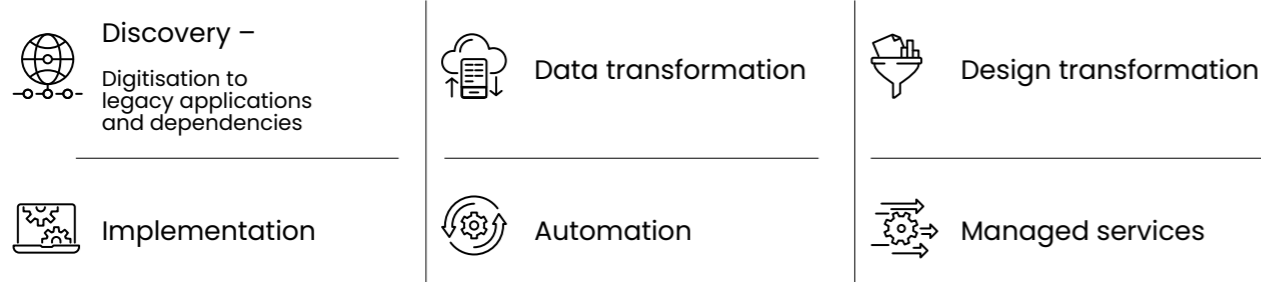 Discovery –
Digitisation to
legacy applications
and dependencies
Data transformation
Design transformation
Implementation
Automation
Managed services